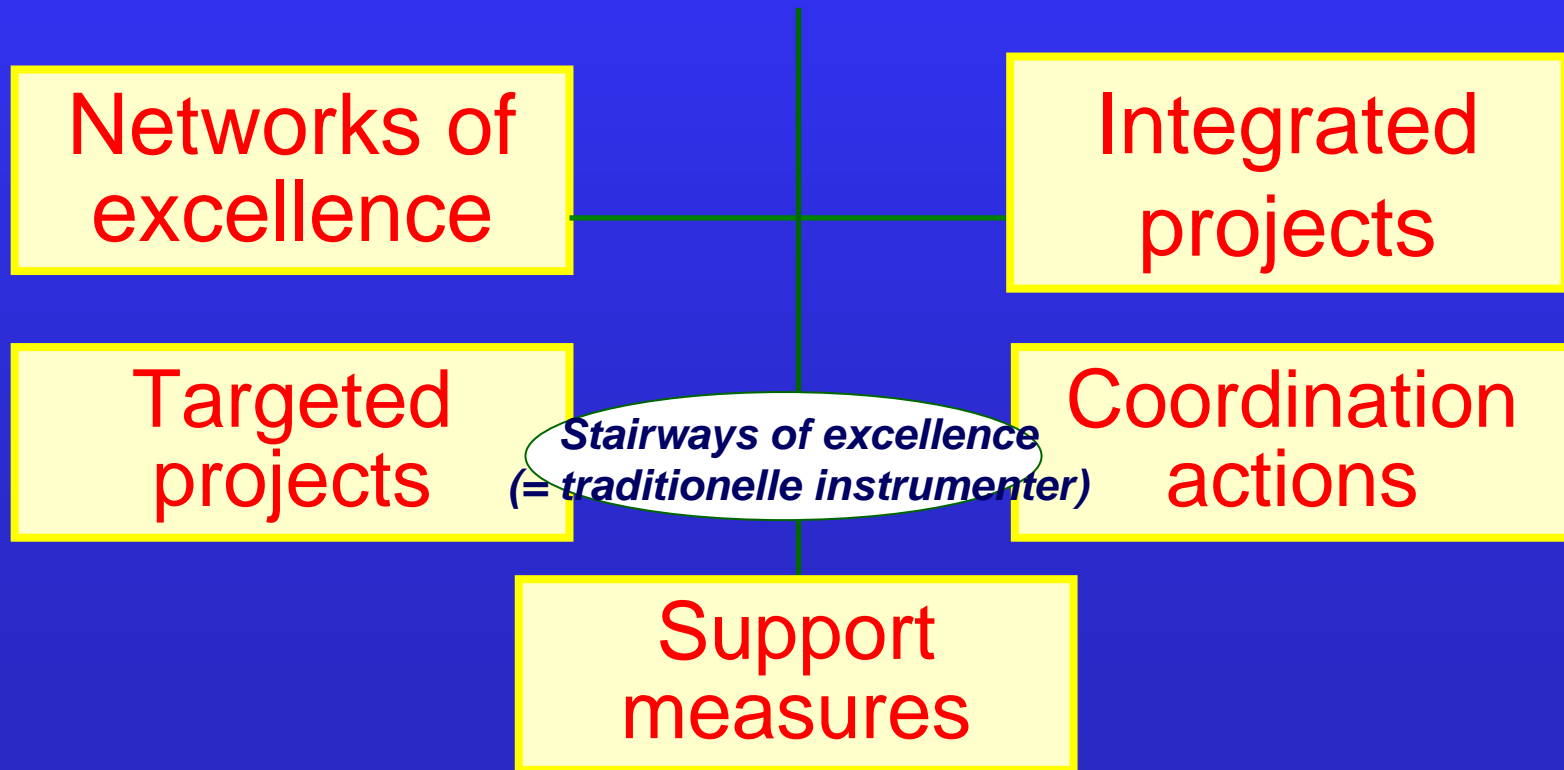 Networks of
excellence
Integrated
projects
Targeted
projects
Stairways of excellence
(= traditionelle instrumenter)
Coordination
actions
Support
measures